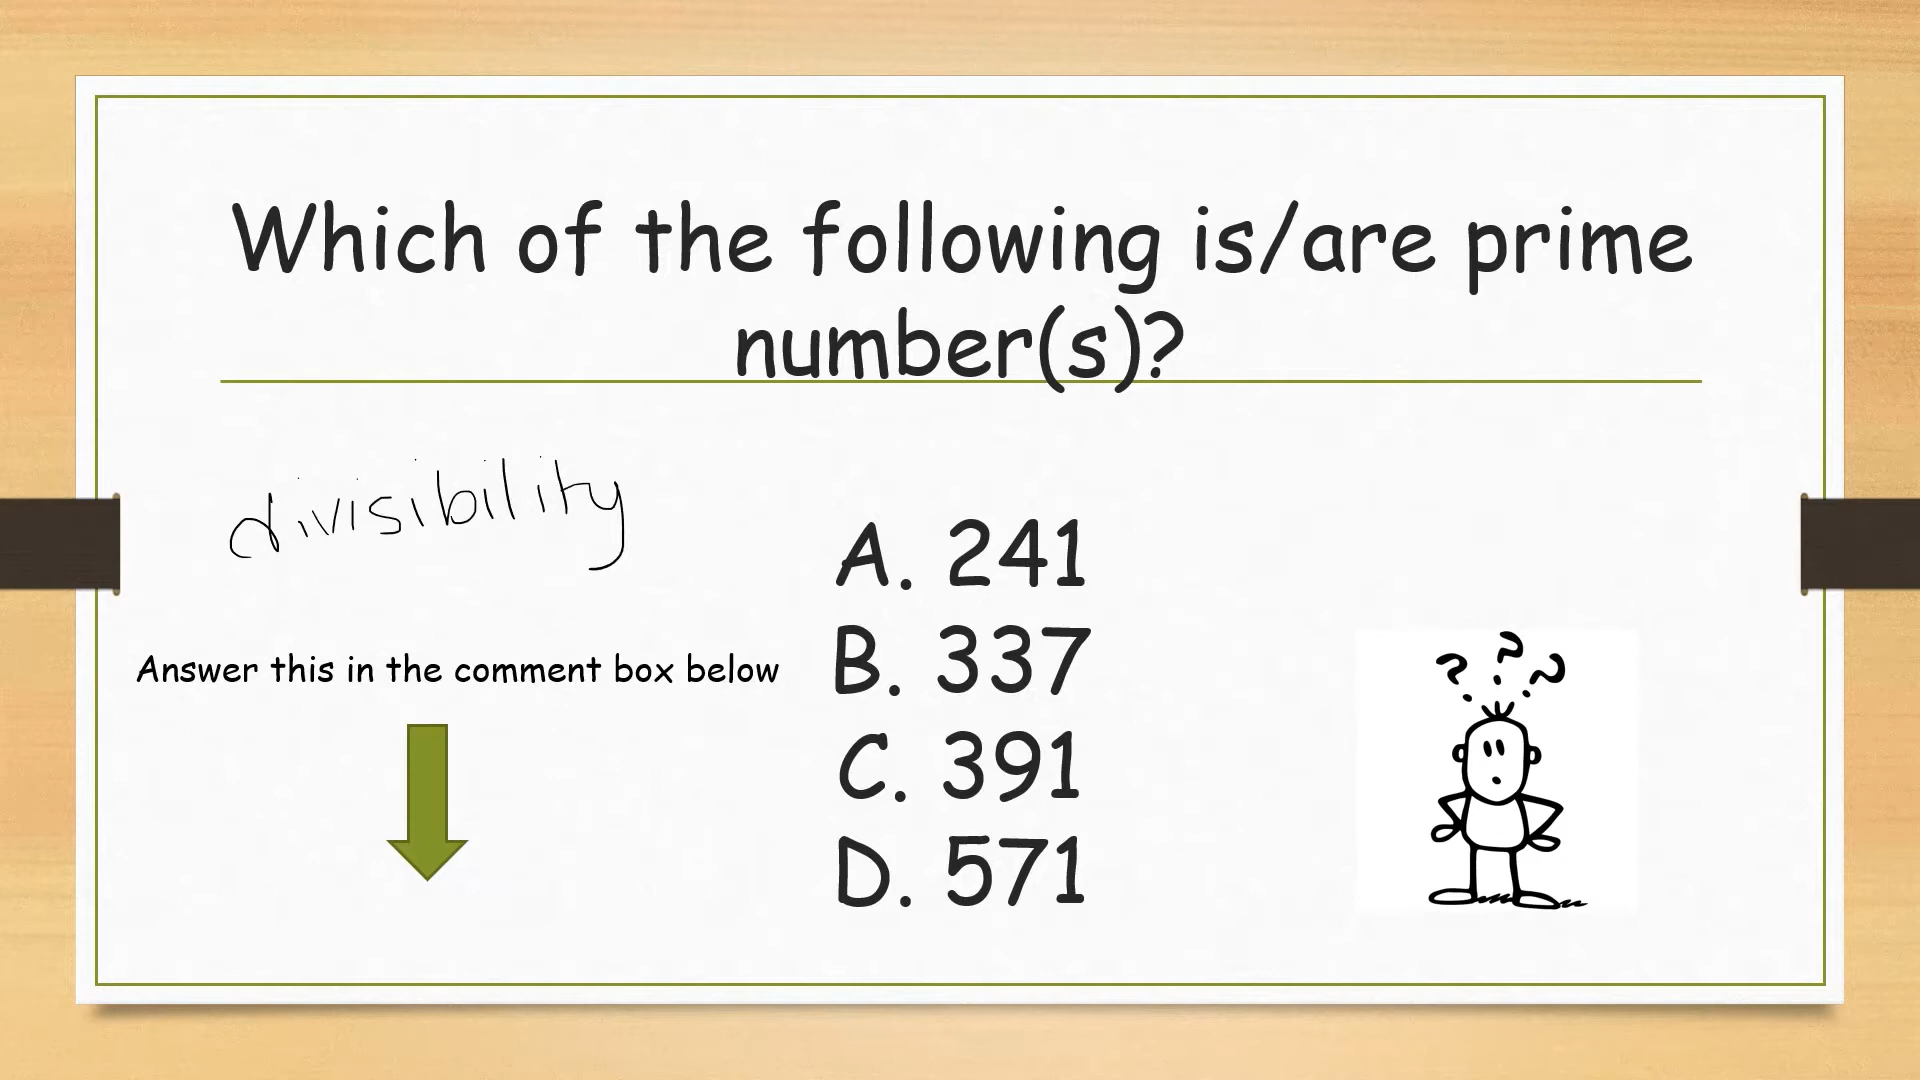 Which of the following is/are prime
number(s)?
divisibility
Answer this in the comment box below
A. 241
B. 337
C. 391
D. 571